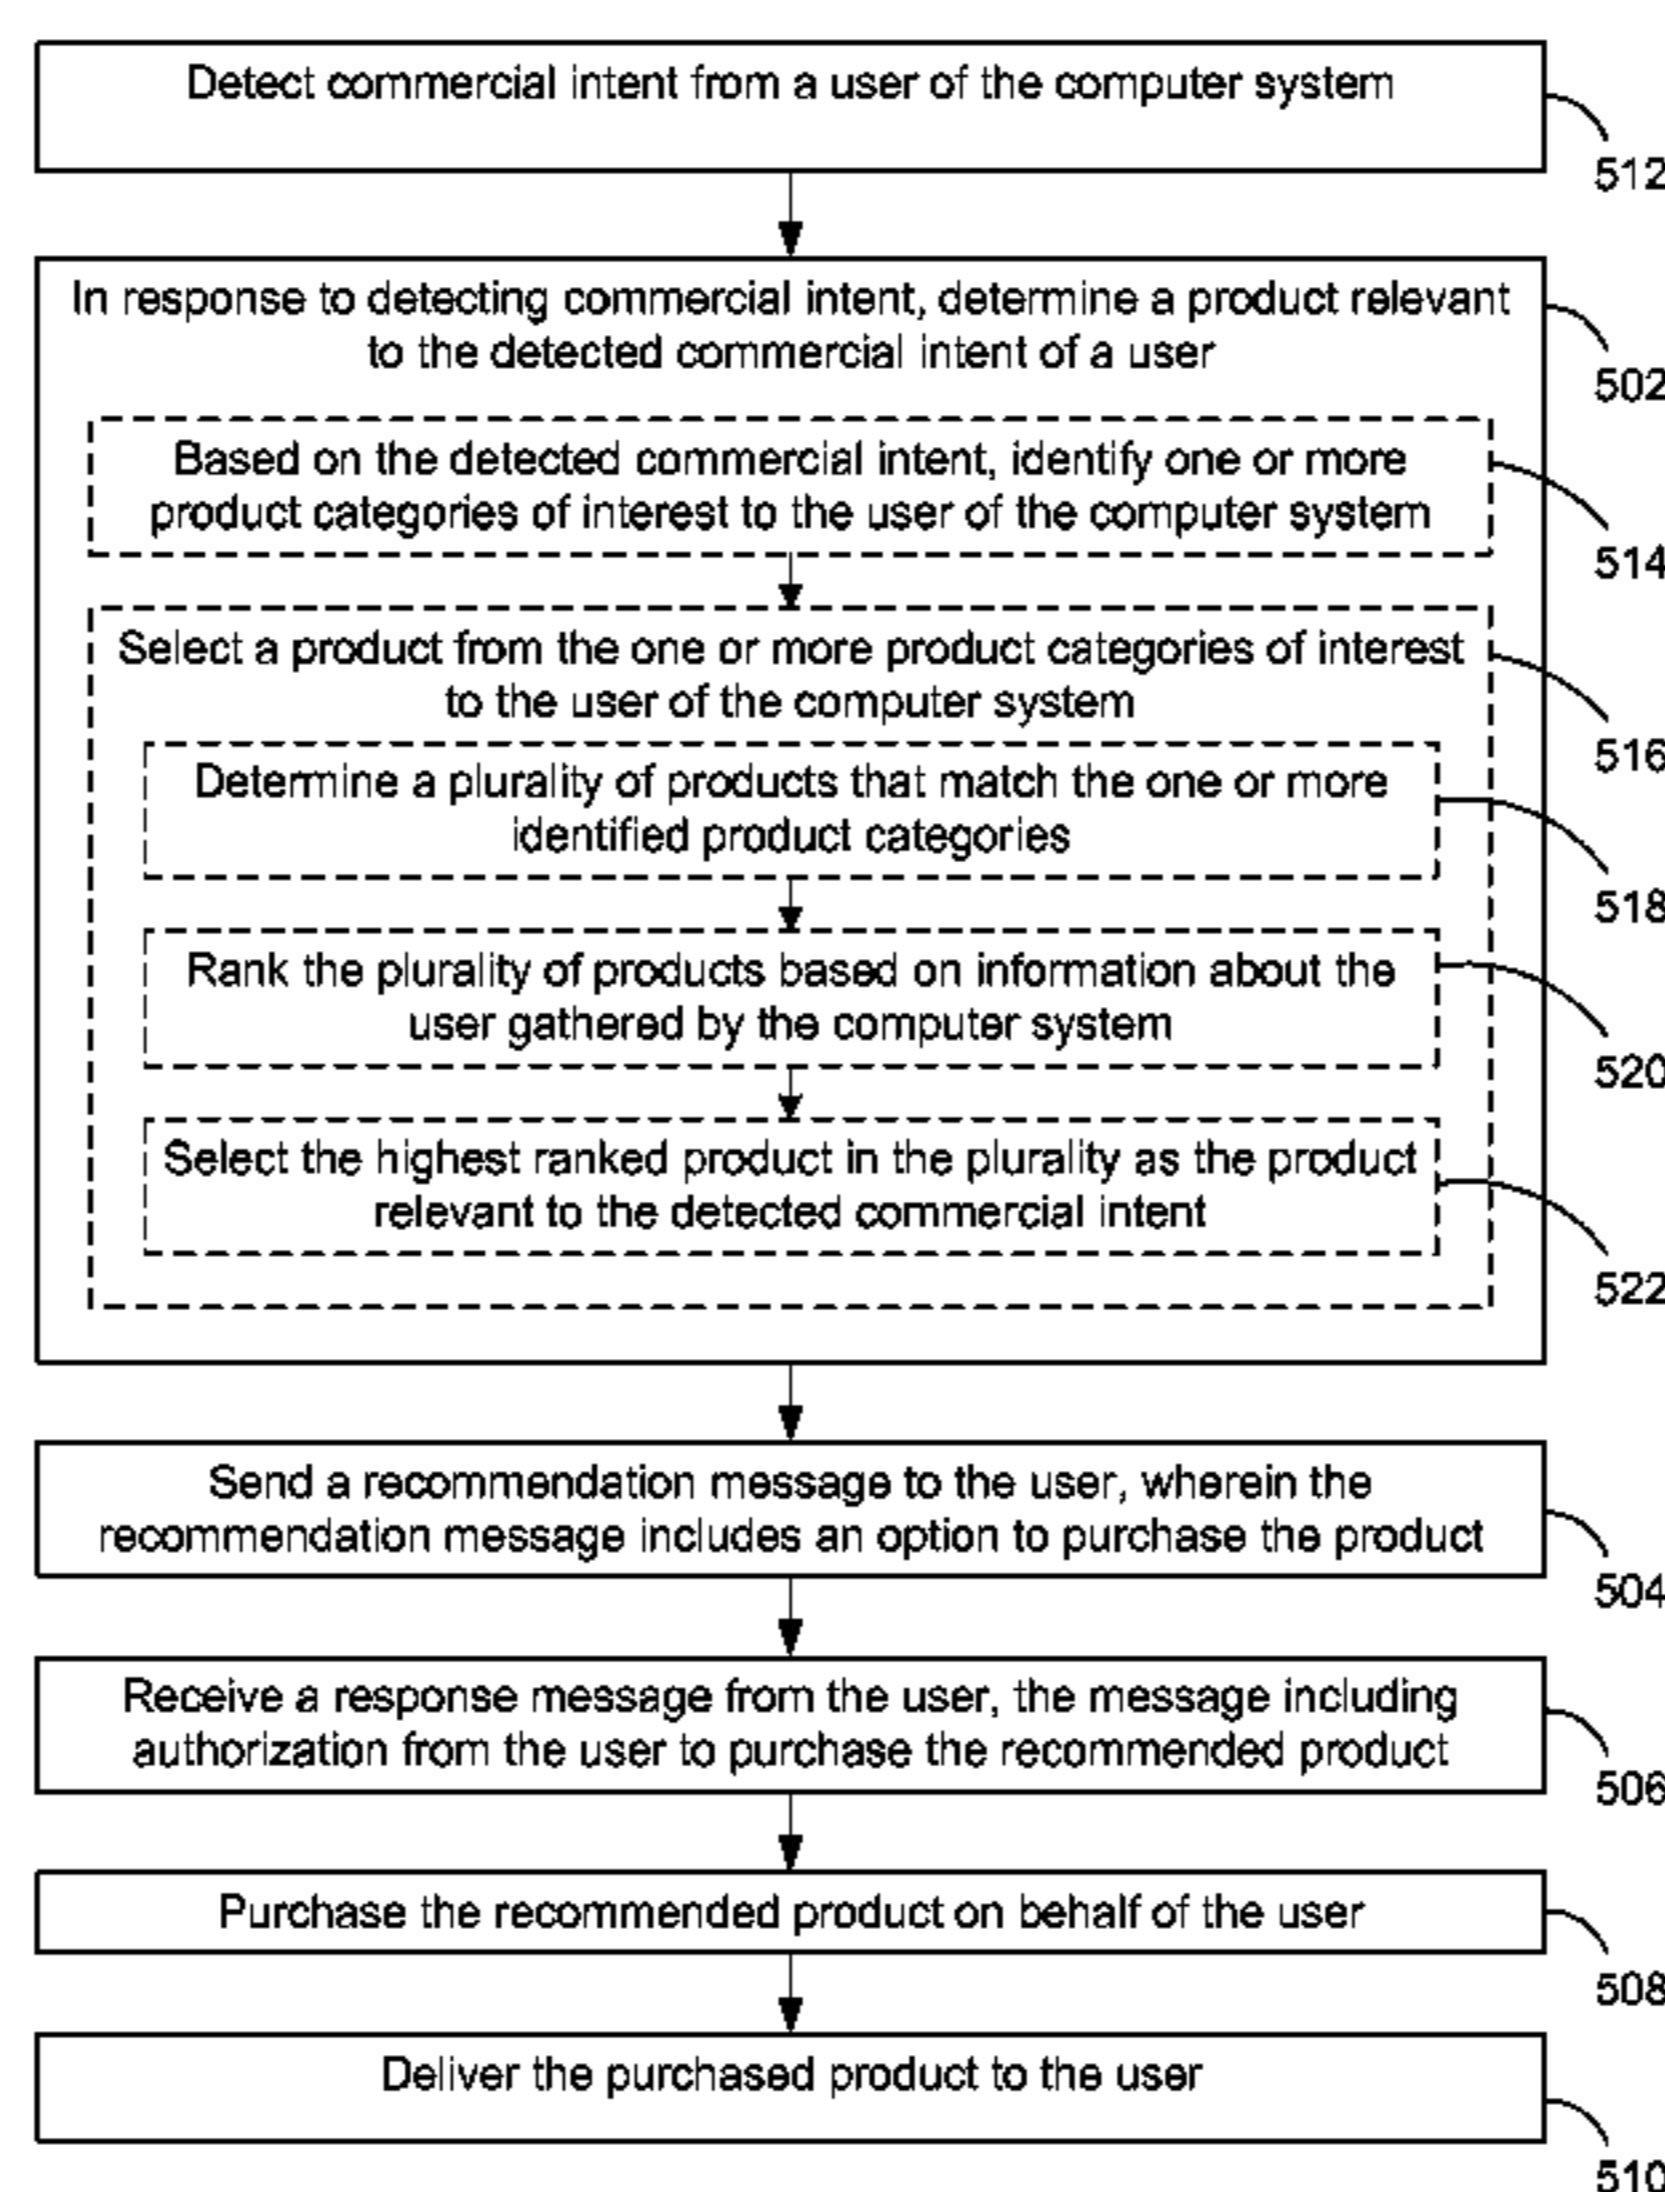 Detect commercial intent from a user of the computer system
512
In response to detecting commercial intent, determine a product relevant
to the detected commercial intent of a user
502
Based on the detected commercial intent, identify one or more
product categories of interest to the user of the computer system
514
Select a product from the one or more product categories of interest
to the user of the computer system
516
Determine a plurality of products that match the one or more
identified product categories
518
Rank the plurality of products based on information about the
user gathered by the computer system
520
Select the highest ranked product in the plurality as the product
relevant to the detected commercial intent
522
Send a recommendation message to the user, wherein the
recommendation message includes an option to purchase the product
504
Receive a response message from the user, the message including
authorization from the user to purchase the recommended product
506
Purchase the recommended product on behalf of the user
508
Deliver the purchased product to the user
510